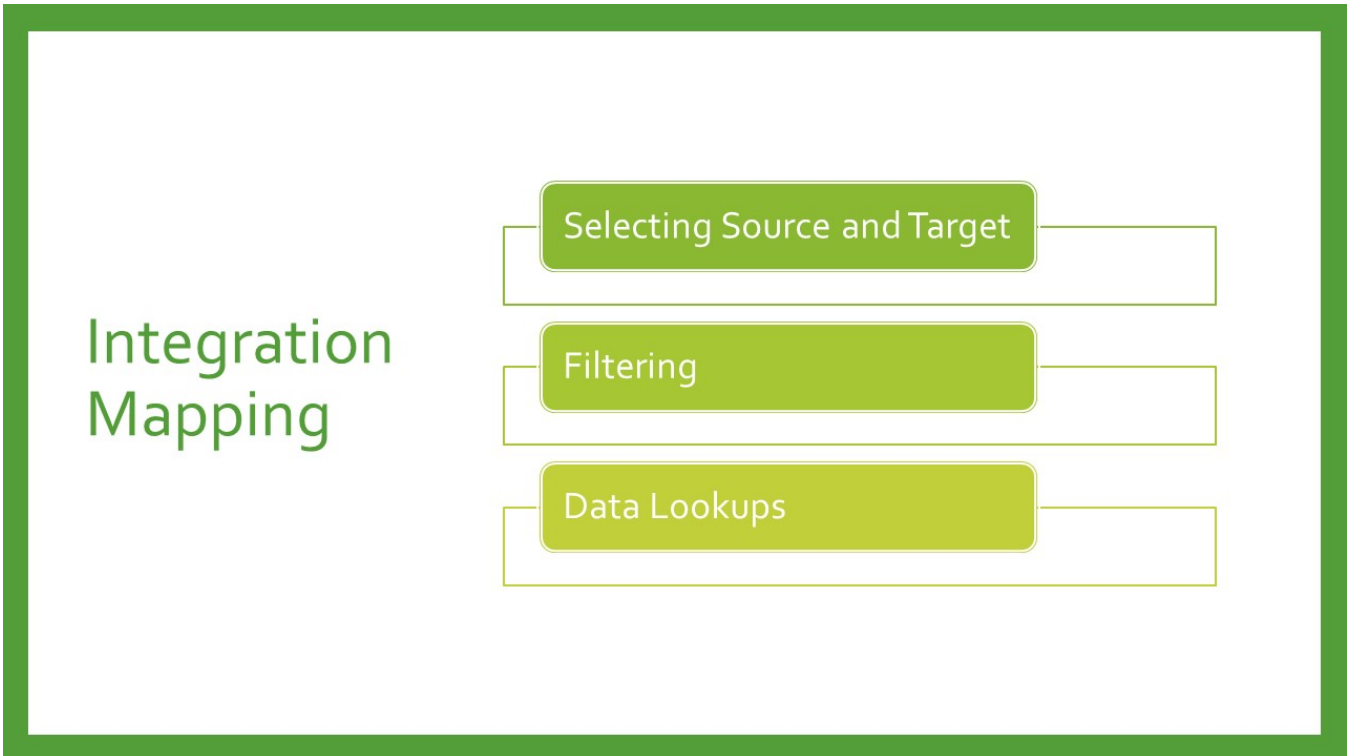 Integration
Mapping
Selecting Source and Target
Filtering
Data Lookups